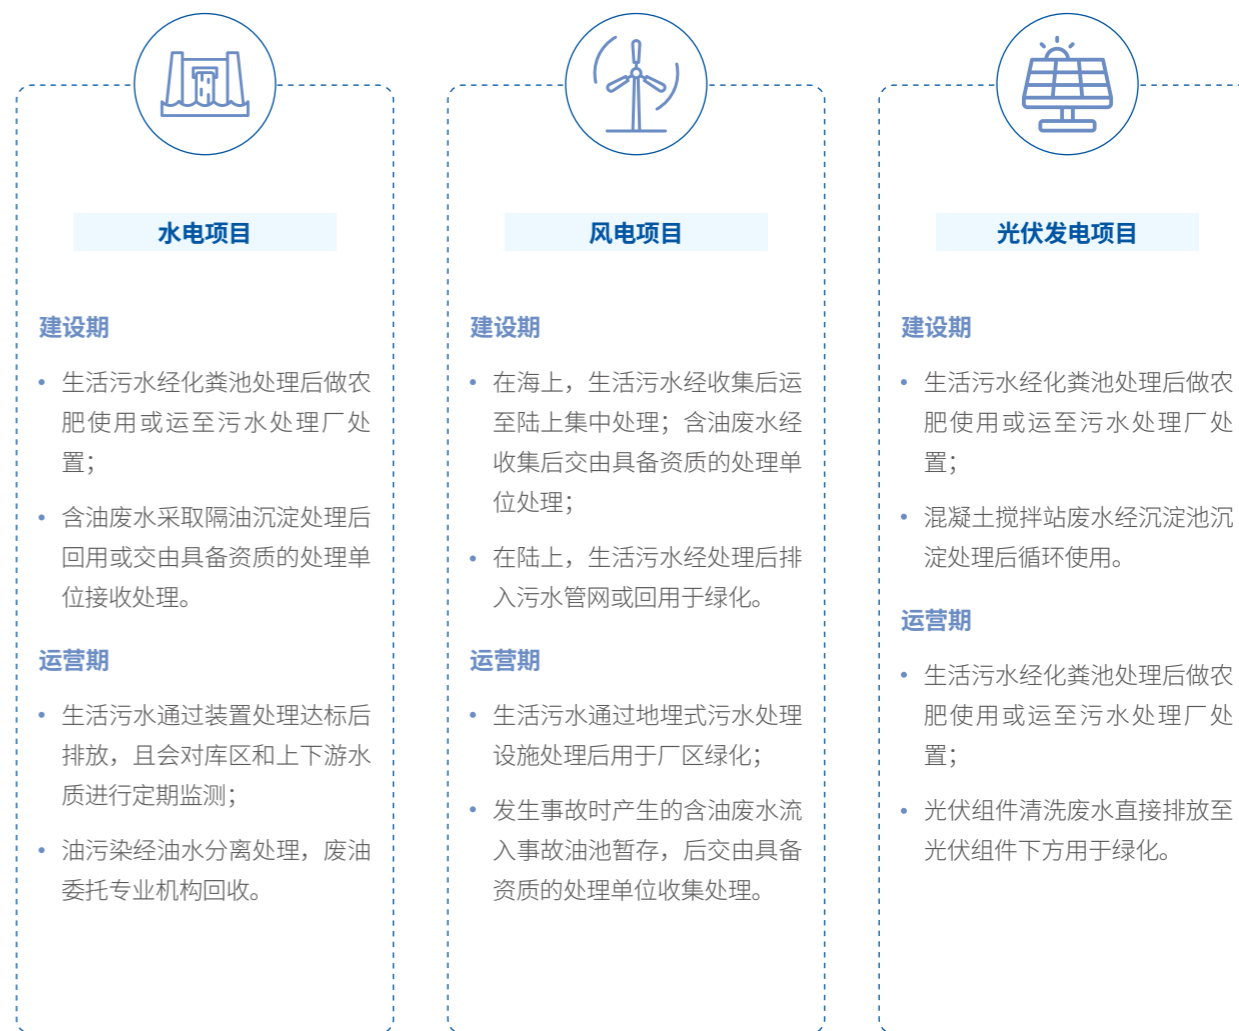 水电项目
建设期
• 生活污水经化粪池处理后做农
肥使用或运至污水处理厂处
置；
• 含油废水采取隔油沉淀处理后
回用或交由具备资质的处理单
位接收处理。
运营期
• 生活污水通过装置处理达标后
排放，且会对库区和上下游水
质进行定期监测；
• 油污染经油水分离处理，废油
委托专业机构回收。
风电项目
建设期
• 在海上，生活污水经收集后运
至陆上集中处理；含油废水经
收集后交由具备资质的处理单
位处理；
• 在陆上，生活污水经处理后排
入污水管网或回用于绿化。
运营期
• 生活污水通过地埋式污水处理
设施处理后用于厂区绿化；
• 发生事故时产生的含油废水流
入事故油池暂存，后交由具备
资质的处理单位收集处理。
光伏发电项目
建设期
• 生活污水经化粪池处理后做农
肥使用或运至污水处理厂处
置；
• 混凝土搅拌站废水经沉淀池沉
淀处理后循环使用。
运营期
• 生活污水经化粪池处理后做农
肥使用或运至污水处理厂处
置；
• 光伏组件清洗废水直接排放至
光伏组件下方用于绿化。